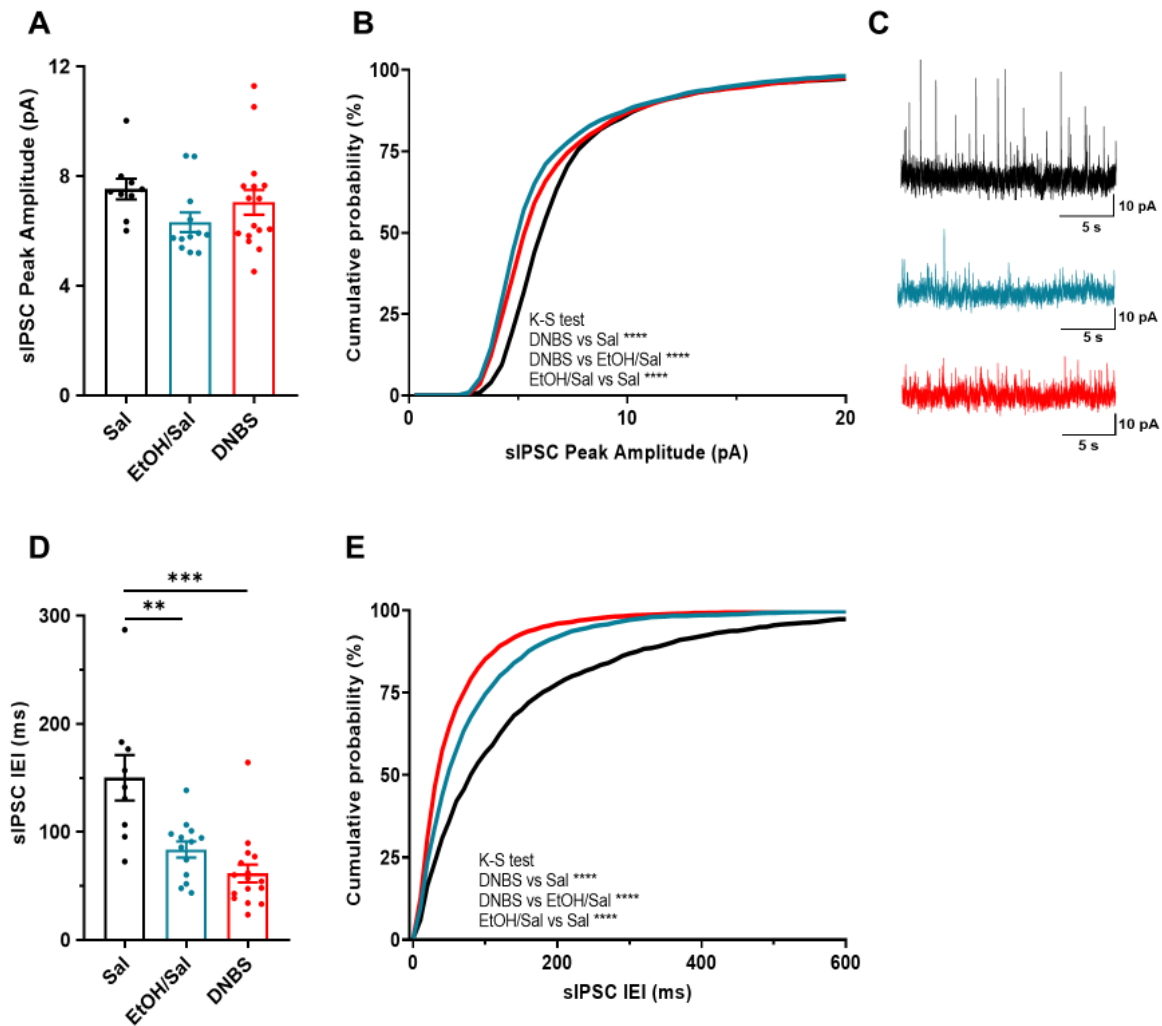 A
B
C
sIPSC Peak Amplitude (pA)
12
8
4
0
Sal
EtOH/Sal
DNBS
Cumulative probability (%)
100
75
50
25
0
K-S test
DNBS vs Sal ****
DNBS vs EtOH/Sal ****
EtOH/Sal vs Sal ****
0
10
20
sIPSC Peak Amplitude (pA)
10 pA
5 s
10 pA
5 s
10 pA
5 s
D
E
sIPSC IEI (ms)
300
200
100
0
***
**
Sal
EtOH/Sal
DNBS
Cumulative probability (%)
100
75
50
25
0
K-S test
DNBS vs Sal ****
DNBS vs EtOH/Sal ****
EtOH/Sal vs Sal ****
0
200
400
600
sIPSC IEI (ms)